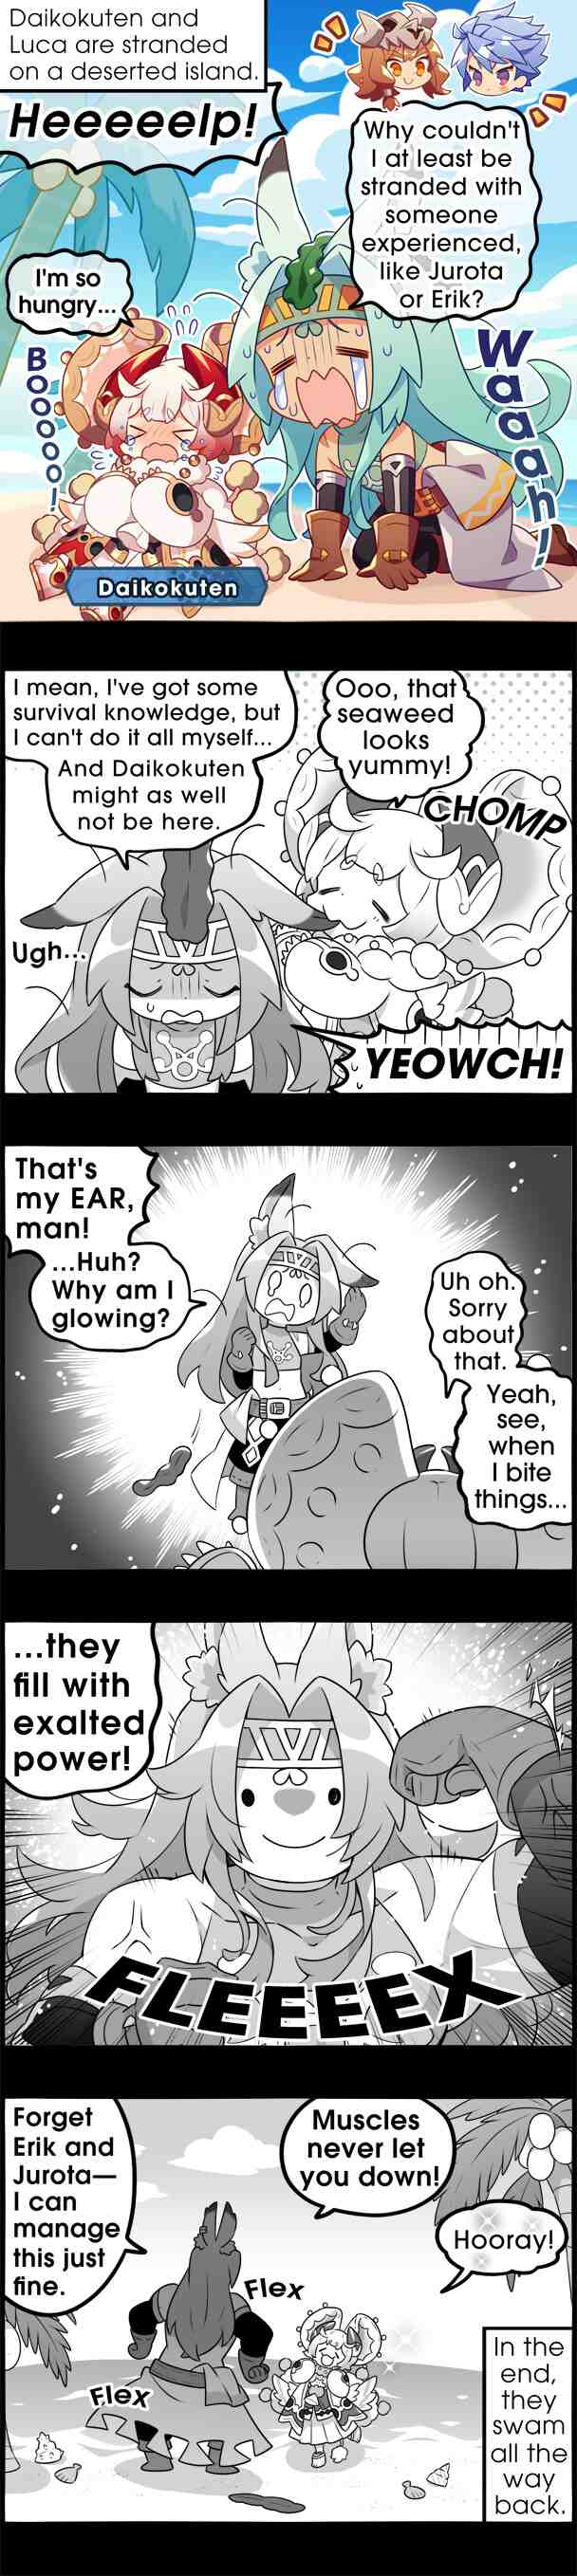 Daikokuten and
Luca are stranded
on a deserted island.
Heeeeelp!
Why couldn't
I at least be
stranded with
someone
experienced,
like Jurota
or Erik?
I'm so
hungry...
Booooo!
Waaah!
Daikokuten
I mean, I've got some
survival knowledge, but
I can't do it all myself...
And Daikokuten
might as well
not be here.
Ooo, that
seaweed
looks
yummy!
CHOMP
Ugh...
YEOWCH!
That's
my EAR,
man!
...Huh?
Why am I
glowing?
Uh oh.
Sorry
about
that.
Yeah,
see,
when
I bite
things...
...they
fill with
exalted
power!
FLEEEEX
Forget
Erik and
Jurota—
I can
manage
this just
fine.
Muscles
never let
you down!
Hooray!
Flex
Flex
In the
end,
they
swam
all the
way
back.